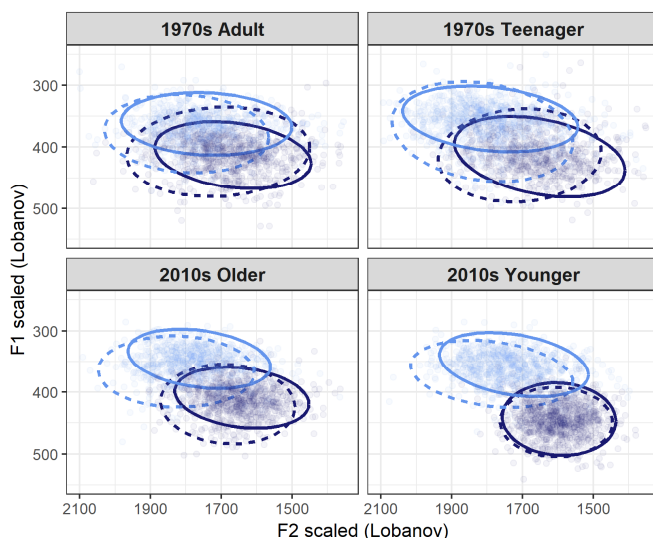 1970s Adult
1970s Teenager
300
400
500
2010s Older
2010s Younger
300
400
500
2100 1900 1700 1500
2100 1900 1700 1500
F2 scaled (Lobanov)
F1 scaled (Lobanov)